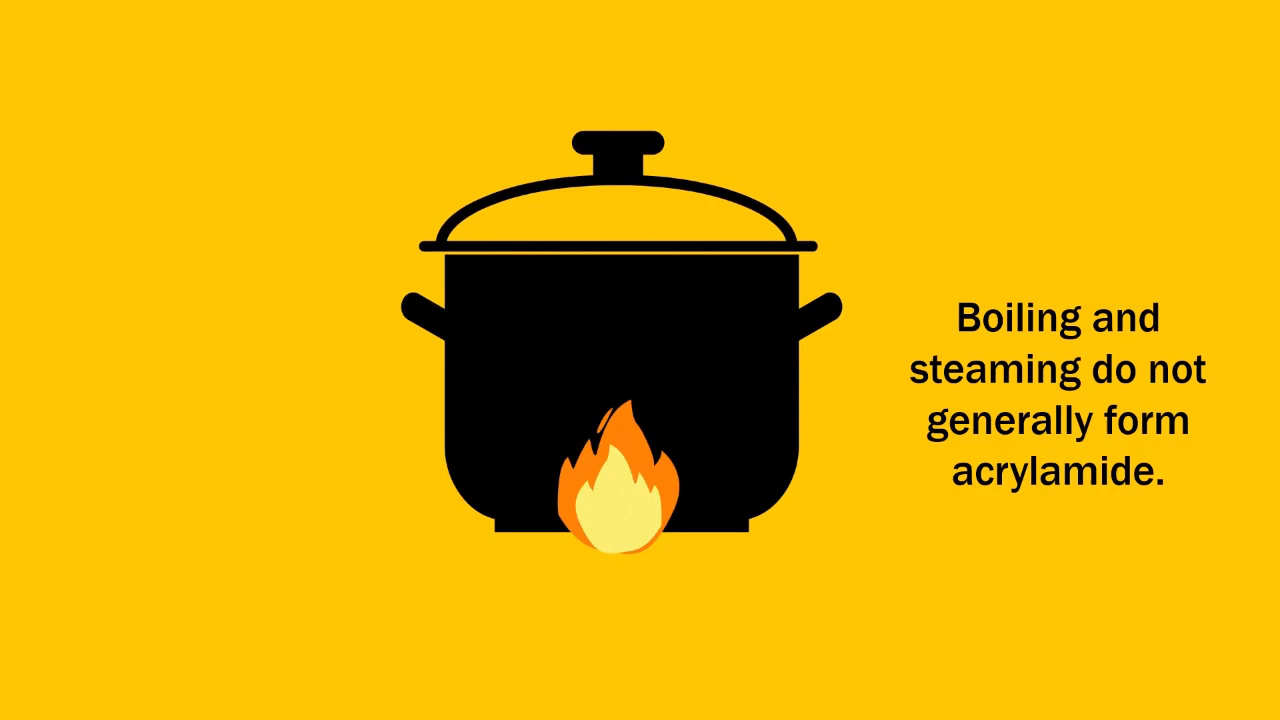 Boiling and
steaming do not
generally form
acrylamide.